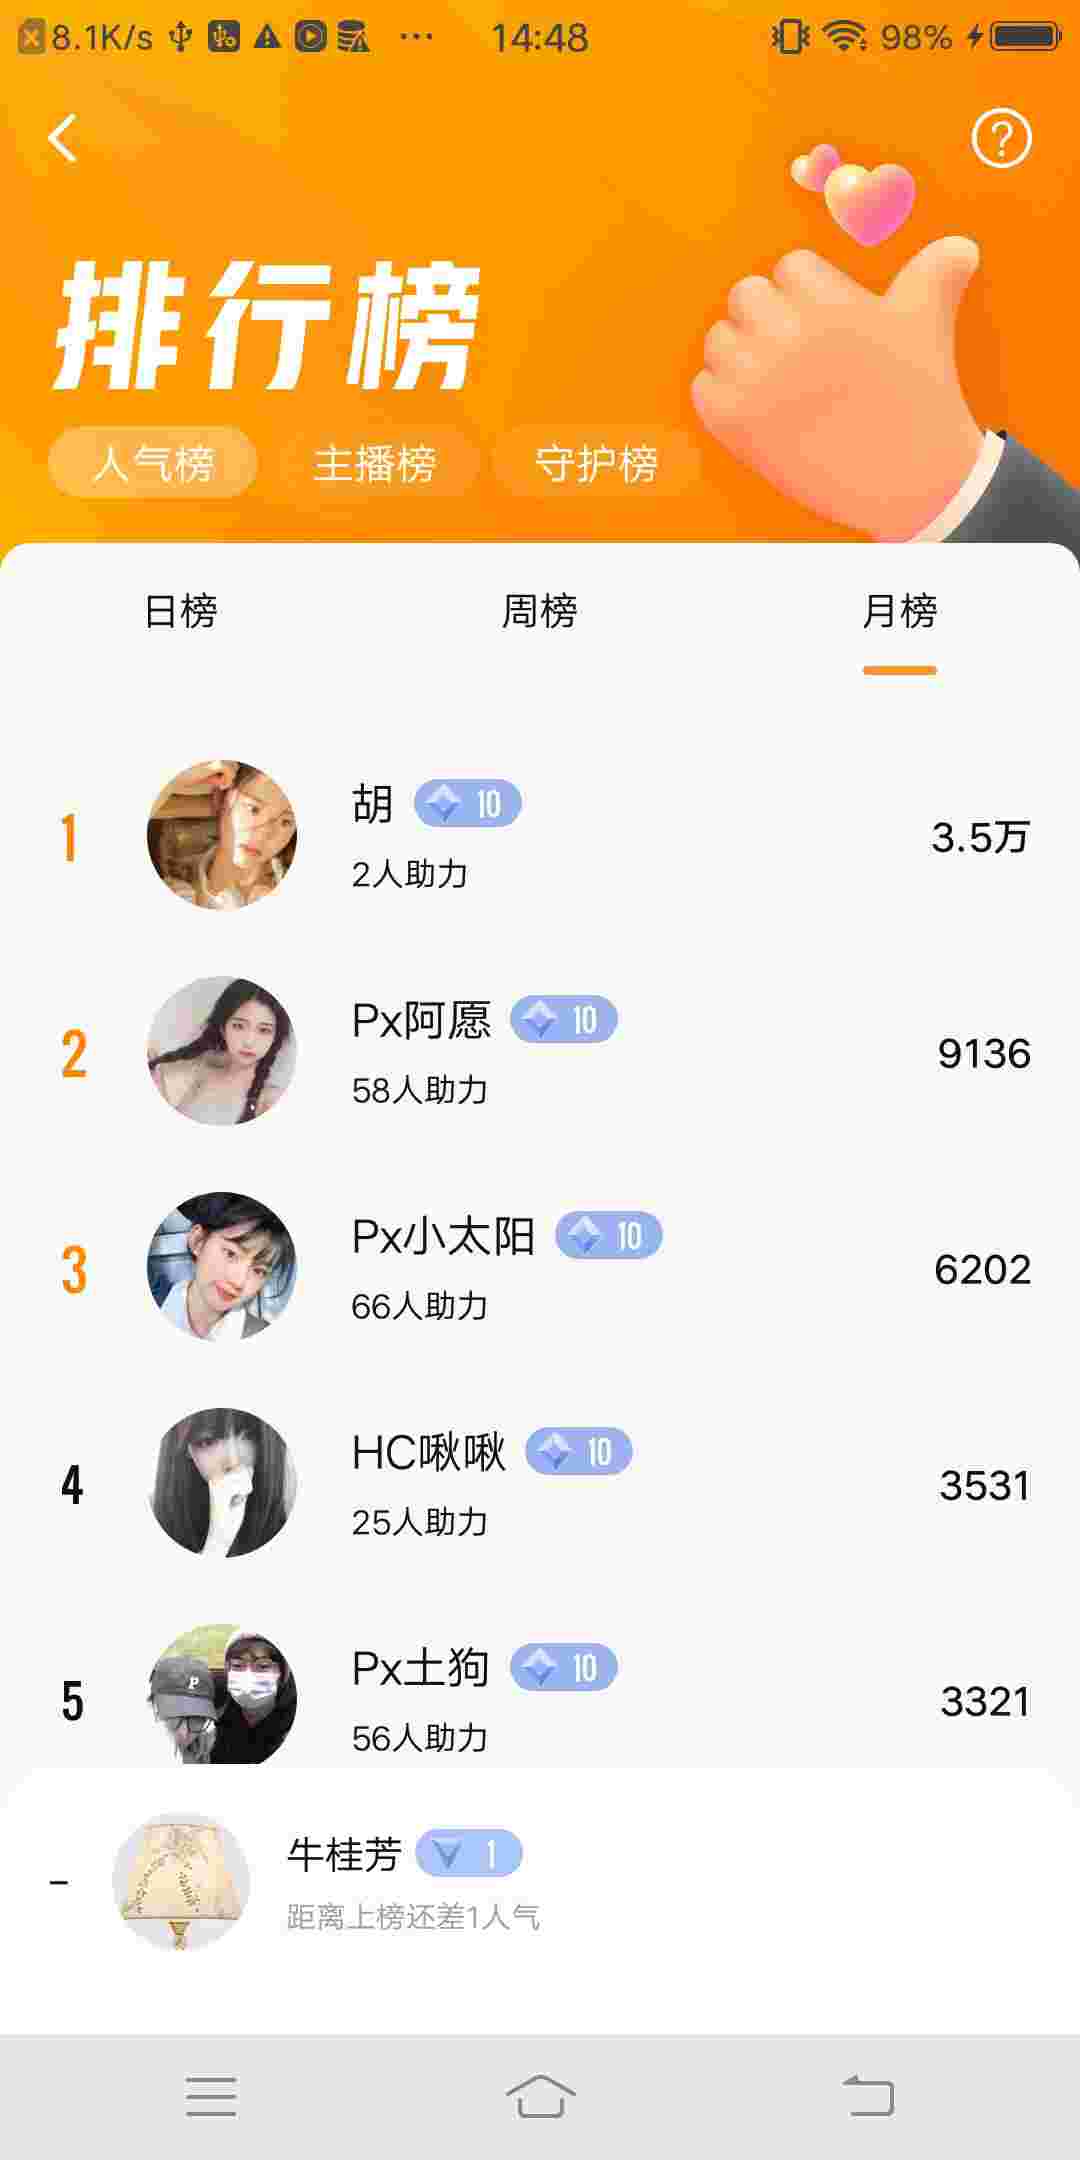 8.1K/s ··· 14:48 98%
排行榜
人气榜 主播榜 守护榜
日榜 周榜 月榜
1 胡 10 3.5万
2人助力
2 Px阿愿 10 9136
58人助力
3 Px小太阳 10 6202
66人助力
4 HC啾啾 10 3531
25人助力
5 Px土狗 10 3321
56人助力
– 牛桂芳 1
距离上榜还差1人气